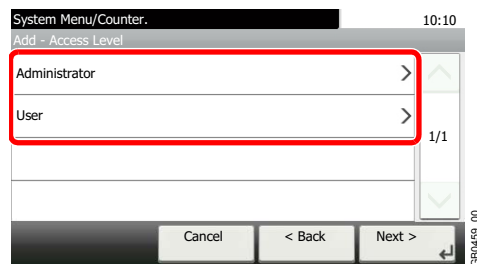 System Menu/Counter.
10:10
Add - Access Level
Administrator
User
1/1
Cancel
< Back
Next >
GB0459_00